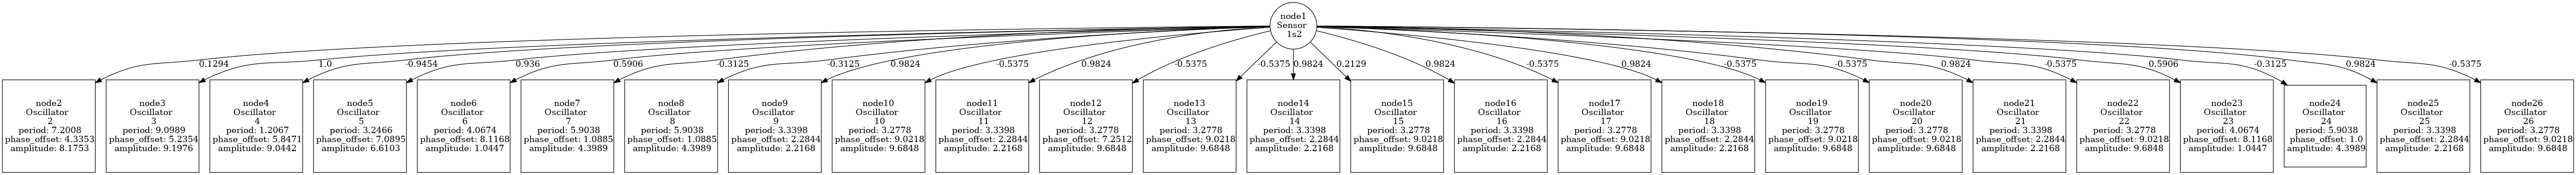 node1
Sensor
1s2
0.1294
1.0
-0.9454
0.936
0.5906
-0.3125
-0.3125
0.9824
-0.5375
0.9824
-0.5375
-0.5375
0.9824
0.2129
0.9824
-0.5375
0.9824
-0.5375
-0.5375
0.9824
-0.5375
0.5906
-0.3125
0.9824
-0.5375
node2
Oscillator
2
period: 7.2008
phase_offset: 4.3353
amplitude: 8.1753
node3
Oscillator
3
period: 9.0989
phase_offset: 5.2354
amplitude: 9.1976
node4
Oscillator
4
period: 1.2067
phase_offset: 5.8471
amplitude: 9.0442
node5
Oscillator
5
period: 3.2466
phase_offset: 7.0895
amplitude: 6.6103
node6
Oscillator
6
period: 4.0674
phase_offset: 8.1168
amplitude: 1.0447
node7
Oscillator
7
period: 5.9038
phase_offset: 1.0885
amplitude: 4.3989
node8
Oscillator
8
period: 5.9038
phase_offset: 1.0885
amplitude: 4.3989
node9
Oscillator
9
period: 3.3398
phase_offset: 2.2844
amplitude: 2.2168
node10
Oscillator
10
period: 3.2778
phase_offset: 9.0218
amplitude: 9.6848
node11
Oscillator
11
period: 3.3398
phase_offset: 2.2844
amplitude: 2.2168
node12
Oscillator
12
period: 3.2778
phase_offset: 7.2512
amplitude: 9.6848
node13
Oscillator
13
period: 3.2778
phase_offset: 9.0218
amplitude: 9.6848
node14
Oscillator
14
period: 3.3398
phase_offset: 2.2844
amplitude: 2.2168
node15
Oscillator
15
period: 3.2778
phase_offset: 9.0218
amplitude: 9.6848
node16
Oscillator
16
period: 3.3398
phase_offset: 2.2844
amplitude: 2.2168
node17
Oscillator
17
period: 3.2778
phase_offset: 9.0218
amplitude: 9.6848
node18
Oscillator
18
period: 3.3398
phase_offset: 2.2844
amplitude: 2.2168
node19
Oscillator
19
period: 3.2778
phase_offset: 9.0218
amplitude: 9.6848
node20
Oscillator
20
period: 3.2778
phase_offset: 9.0218
amplitude: 9.6848
node21
Oscillator
21
period: 3.3398
phase_offset: 2.2844
amplitude: 2.2168
node22
Oscillator
22
period: 3.2778
phase_offset: 9.0218
amplitude: 9.6848
node23
Oscillator
23
period: 4.0674
phase_offset: 8.1168
amplitude: 1.0447
node24
Oscillator
24
period: 5.9038
phase_offset: 1.0
amplitude: 4.3989
node25
Oscillator
25
period: 3.3398
phase_offset: 2.2844
amplitude: 2.2168
node26
Oscillator
26
period: 3.2778
phase_offset: 9.0218
amplitude: 9.6848